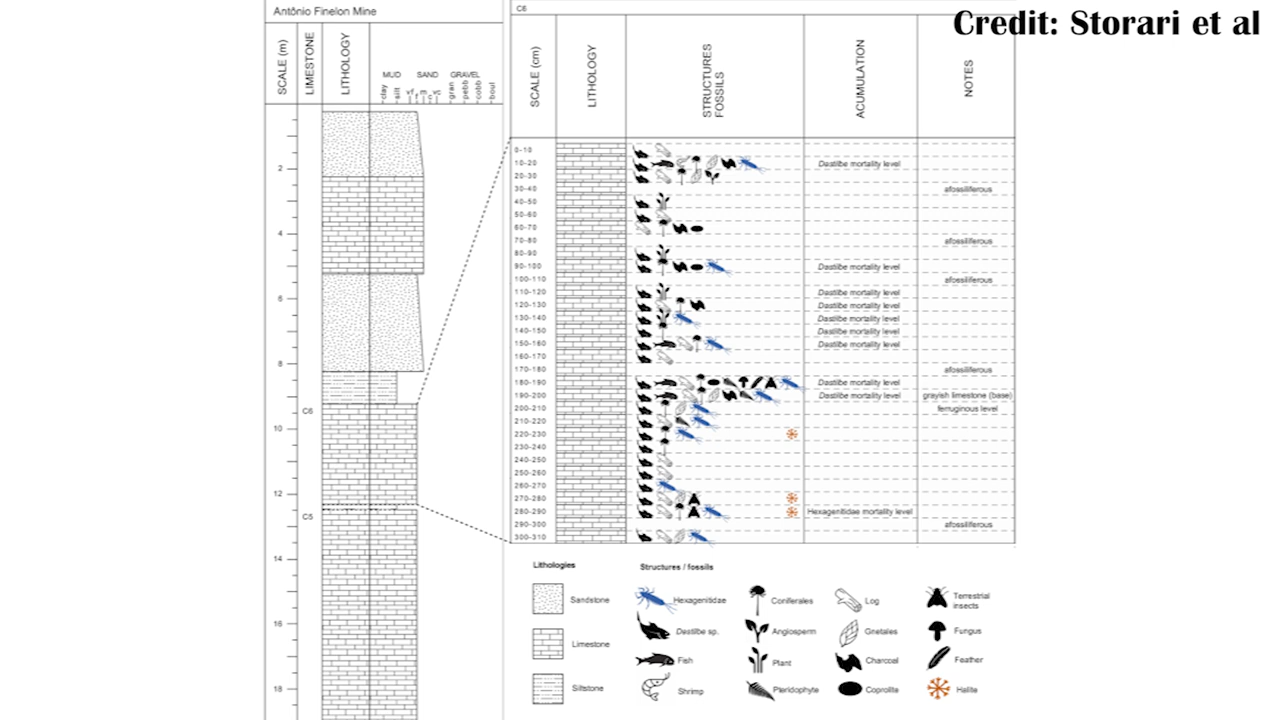 Antônio Finelon Mine
C6
Credit: Storari et al
SCALE (m)
LIMESTONE
LITHOLOGY
MUD SAND GRAVEL
clay silt vf f m c vc gran pebb cobb boul
SCALE (cm)
LITHOLOGY
STRUCTURES
FOSSILS
ACUMULATION
NOTES
2
4
6
8
C6
10
12
C5
14
16
18
0-10
10-20 Dastilbe mortality level
20-30
30-40 afossiliferous
40-50
50-60
60-70
70-80 afossiliferous
80-90
90-100 Dastilbe mortality level
100-110 afossiliferous
110-120 Dastilbe mortality level
120-130 Dastilbe mortality level
130-140 Dastilbe mortality level
140-150 Dastilbe mortality level
150-160 Dastilbe mortality level
160-170
170-180 afossiliferous
180-190 Dastilbe mortality level
190-200 Dastilbe mortality level grayish limestone (base)
200-210 ferruginous level
210-220
220-230
230-240
240-250
250-260
260-270
270-280
280-290 Hexagenitidae mortality level
290-300 afossiliferous
300-310
Lithologies
Sandstone
Limestone
Siltstone
Structures / fossils
Hexagenitidae Coniferales Log Terrestrial
insects
Dastilbe sp. Angiosperm Gnetales Fungus
Fish Plant Charcoal Feather
Shrimp Pteridophyte Coprolite Halite